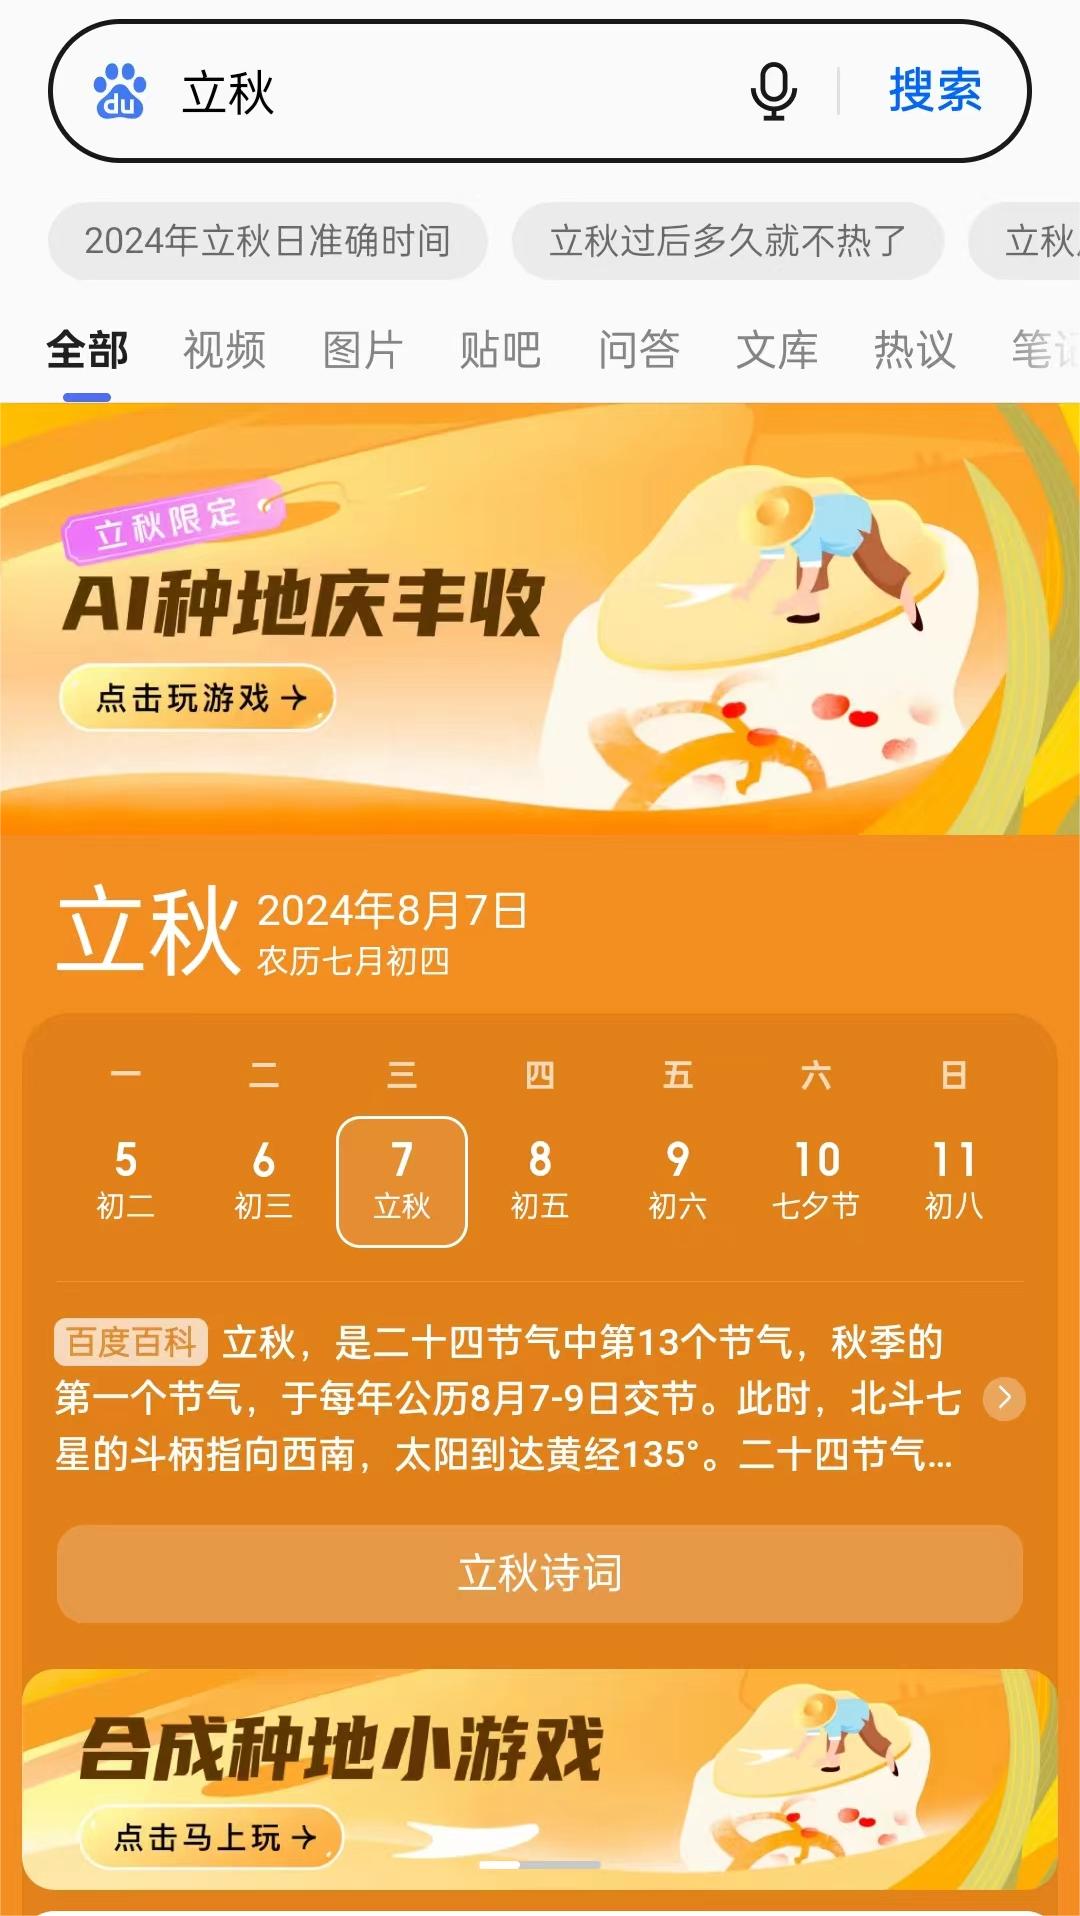 du 立秋 搜索
2024年立秋日准确时间 立秋过后多久就不热了 立秋
全部 视频 图片 贴吧 问答 文库 热议 笔记
立秋限定
AI种地庆丰收
点击玩游戏→
立秋 2024年8月7日
农历七月初四
一 二 三 四 五 六 日
5 6 7 8 9 10 11
初二 初三 立秋 初五 初六 七夕节 初八
百度百科 立秋，是二十四节气中第13个节气，秋季的
第一个节气，于每年公历8月7-9日交节。此时，北斗七
星的斗柄指向西南，太阳到达黄经135°。二十四节气...
立秋诗词
合成种地小游戏
点击马上玩→